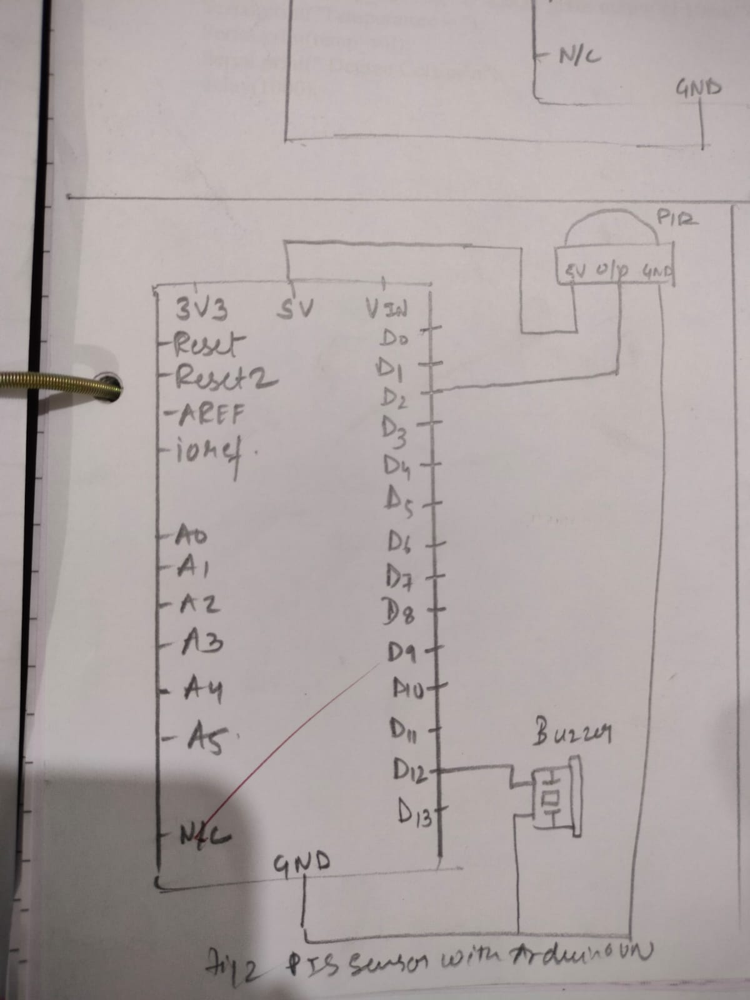 N/C
GND
PIR
5V O/P GND
3V3 5V VIN
Reset
Reset2
AREF
ioref.
A0
A1
A2
A3
A4
A5
N/C
D0
D1
D2
D3
D4
D5
D6
D7
D8
D9
D10
D11
D12
D13
Buzzer
GND
Fig 2 PIS Sensor with Arduino UN